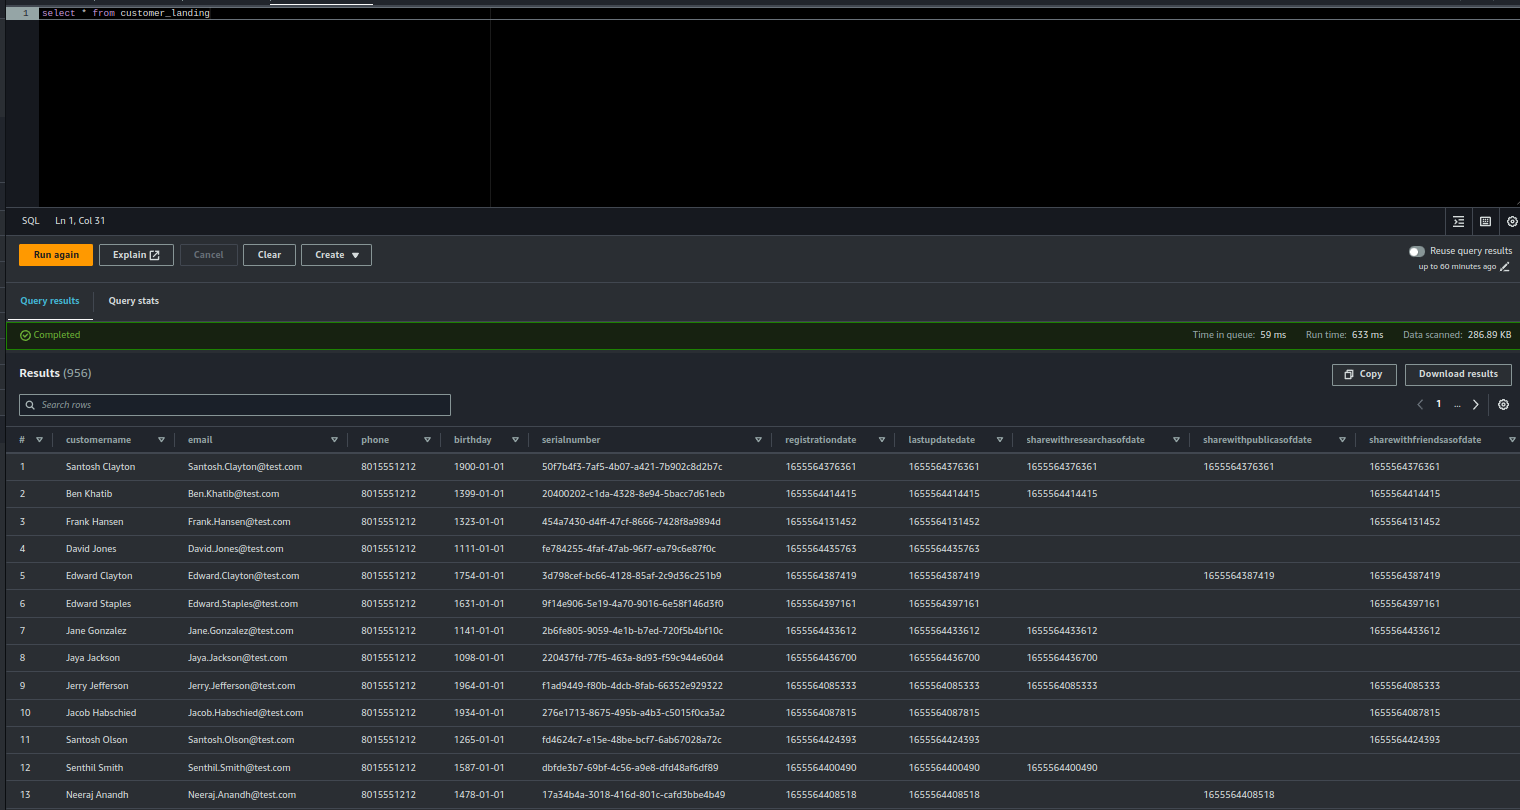 1 select * from customer_landing
SQL Ln 1, Col 31
Run again Explain Cancel Clear Create Reuse query results
up to 60 minutes ago
Query results Query stats
Completed Time in queue: 59 ms Run time: 633 ms Data scanned: 286.89 KB
Results (956) Copy Download results
Search rows 1 ...
# customername email phone birthday serialnumber registrationdate lastupdatedate sharewithresearchasofdate sharewithpublicasofdate sharewithfriendsasofdate
1 Santosh Clayton Santosh.Clayton@test.com 8015551212 1900-01-01 50f7b4f3-7af5-4b07-a421-7b902c8d2b7c 1655564376361 1655564376361 1655564376361 1655564376361 1655564376361
2 Ben Khatib Ben.Khatib@test.com 8015551212 1399-01-01 20400202-c1da-4328-8e94-5bacc7d61ecb 1655564414415 1655564414415 1655564414415 1655564414415
3 Frank Hansen Frank.Hansen@test.com 8015551212 1323-01-01 454a7430-d4ff-47cf-8666-7428f8a9894d 1655564131452 1655564131452 1655564131452
4 David Jones David.Jones@test.com 8015551212 1111-01-01 fe784255-4faf-47ab-96f7-ea79c6e87f0c 1655564435763 1655564435763
5 Edward Clayton Edward.Clayton@test.com 8015551212 1754-01-01 3d798cef-bc66-4128-85af-2c9d36c251b9 1655564387419 1655564387419 1655564387419 1655564387419
6 Edward Staples Edward.Staples@test.com 8015551212 1631-01-01 9f14e906-5e19-4a70-9016-6e58f146d3f0 1655564397161 1655564397161 1655564397161
7 Jane Gonzalez Jane.Gonzalez@test.com 8015551212 1141-01-01 2b6fe805-9059-4e1b-b7ed-720f5b4bf10c 1655564433612 1655564433612 1655564433612 1655564433612
8 Jaya Jackson Jaya.Jackson@test.com 8015551212 1098-01-01 220437fd-77f5-463a-8d93-f59c944e60d4 1655564436700 1655564436700 1655564436700
9 Jerry Jefferson Jerry.Jefferson@test.com 8015551212 1964-01-01 f1ad9449-f80b-4dcb-8fab-66352e929322 1655564085333 1655564085333 1655564085333 1655564085333
10 Jacob Habschied Jacob.Habschied@test.com 8015551212 1934-01-01 276e1713-8675-495b-a4b3-c5015f0ca3a2 1655564087815 1655564087815 1655564087815
11 Santosh Olson Santosh.Olson@test.com 8015551212 1265-01-01 fd4624c7-e15e-48be-bcf7-6ab67028a72c 1655564424393 1655564424393 1655564424393
12 Senthil Smith Senthil.Smith@test.com 8015551212 1587-01-01 dbfde3b7-69bf-4c56-a9e8-dfd48af6df89 1655564400490 1655564400490 1655564400490
13 Neeraj Anandh Neeraj.Anandh@test.com 8015551212 1478-01-01 17a34b4a-3018-416d-801c-cafd3bbe4b49 1655564408518 1655564408518 1655564408518